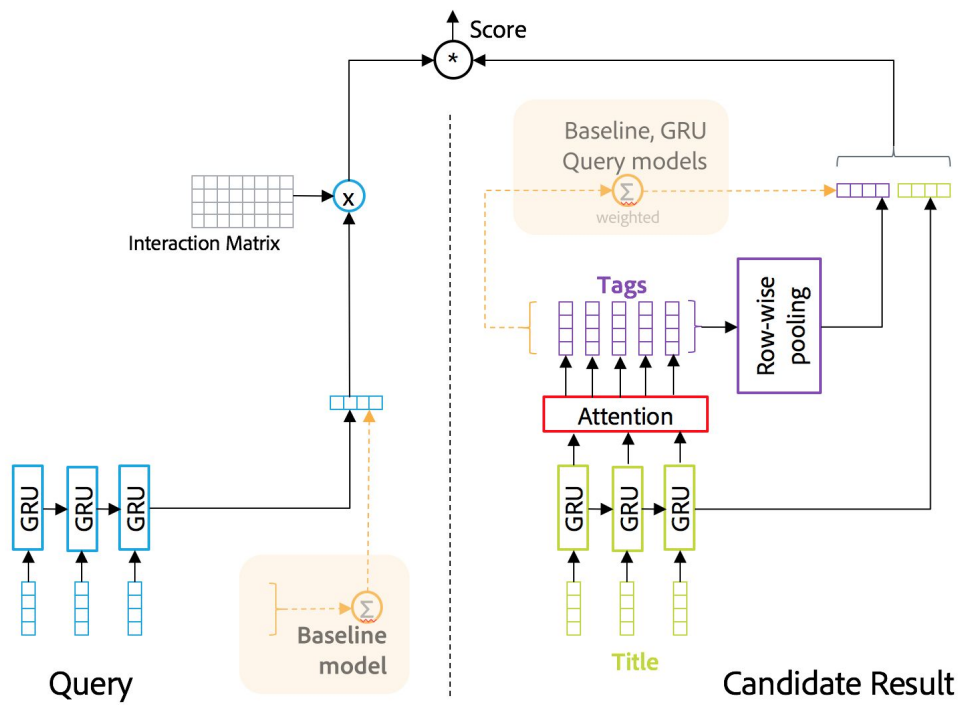 Score
*
Baseline, GRU
Query models
Σ
weighted
x
Interaction Matrix
Tags
Row-wise
pooling
Attention
GRU
GRU
GRU
GRU
GRU
GRU
Σ
Baseline
model
Title
Query
Candidate Result